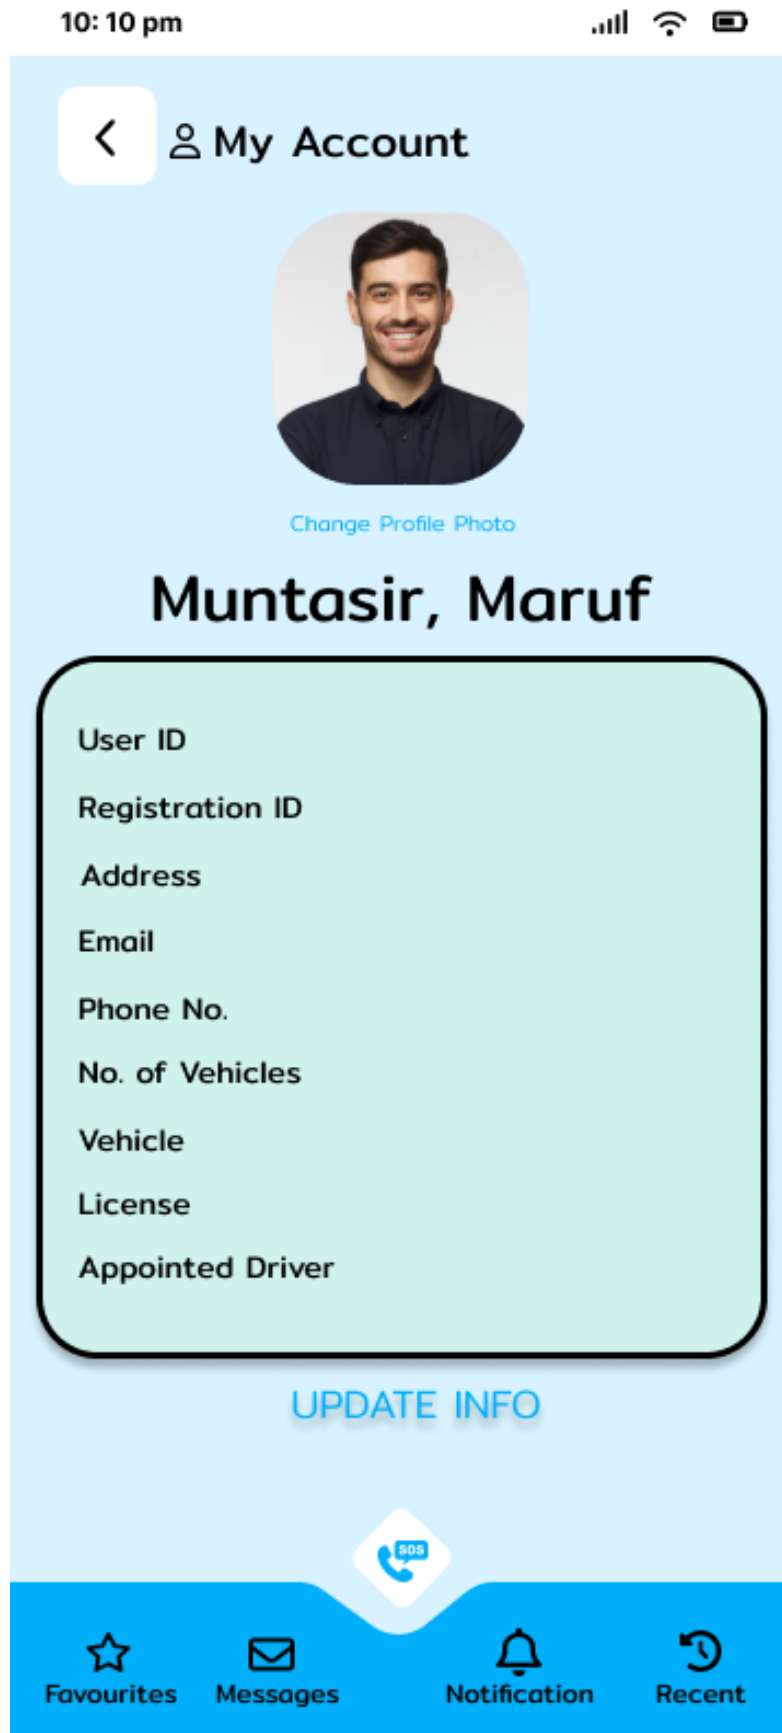 10:10 pm
My Account
Change Profile Photo
Muntasir, Maruf
User ID
Registration ID
Address
Email
Phone No.
No. of Vehicles
Vehicle
License
Appointed Driver
UPDATE INFO
SOS
Favourites Messages Notification Recent